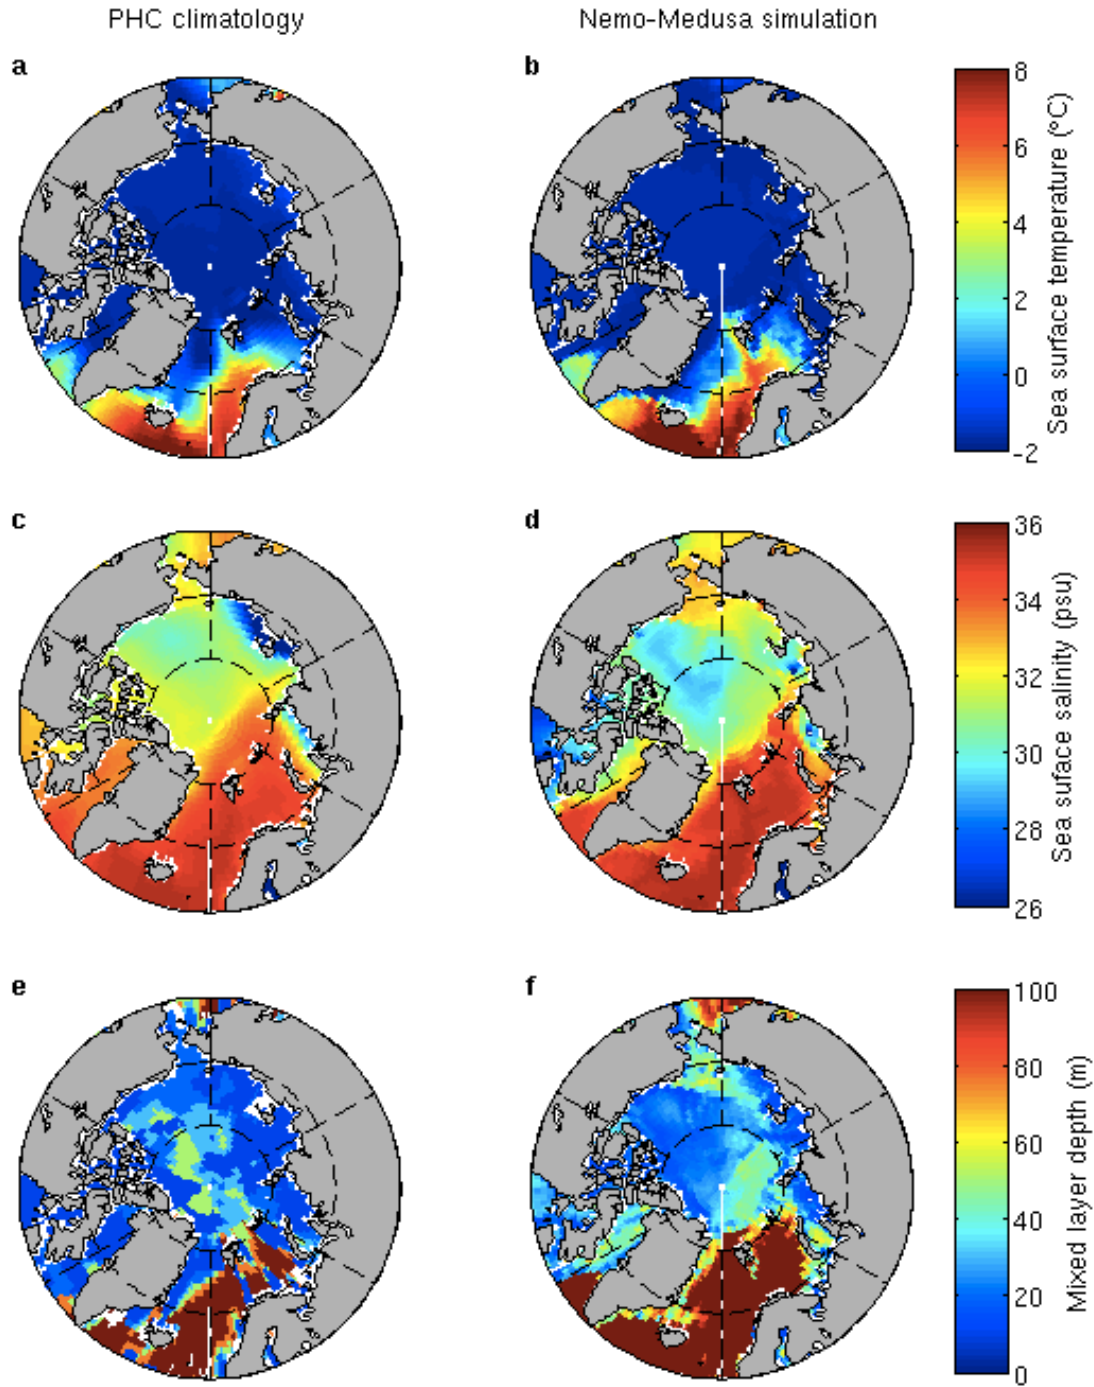 PHC climatology
Nemo-Medusa simulation
a
b
8
6
4
2
0
-2
Sea surface temperature (°C)
c
d
36
34
32
30
28
26
Sea suface salinity (psu)
e
f
100
80
60
40
20
0
Mixed layer depth (m)